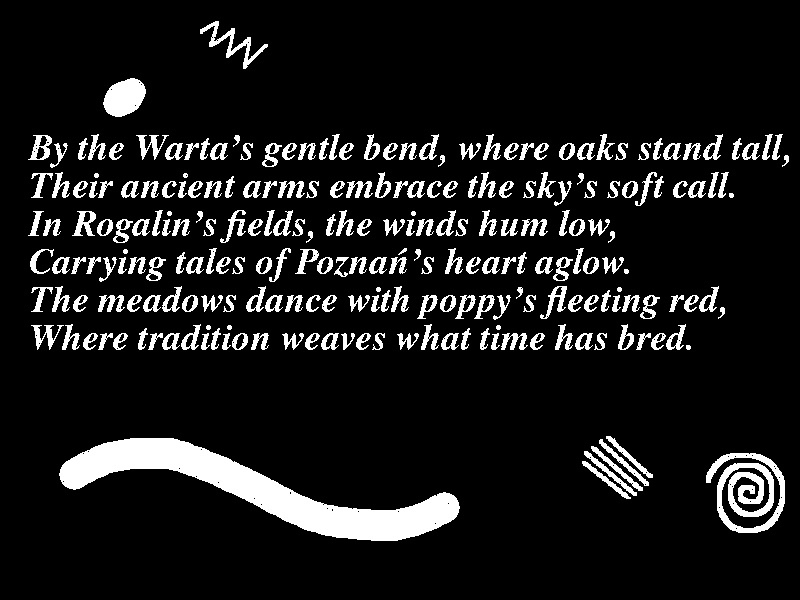 By the Warta’s gentle bend, where oaks stand tall,
Their ancient arms embrace the sky’s soft call.
In Rogalin’s fields, the winds hum low,
Carrying tales of Poznań’s heart aglow.
The meadows dance with poppy’s fleeting red,
Where tradition weaves what time has bred.